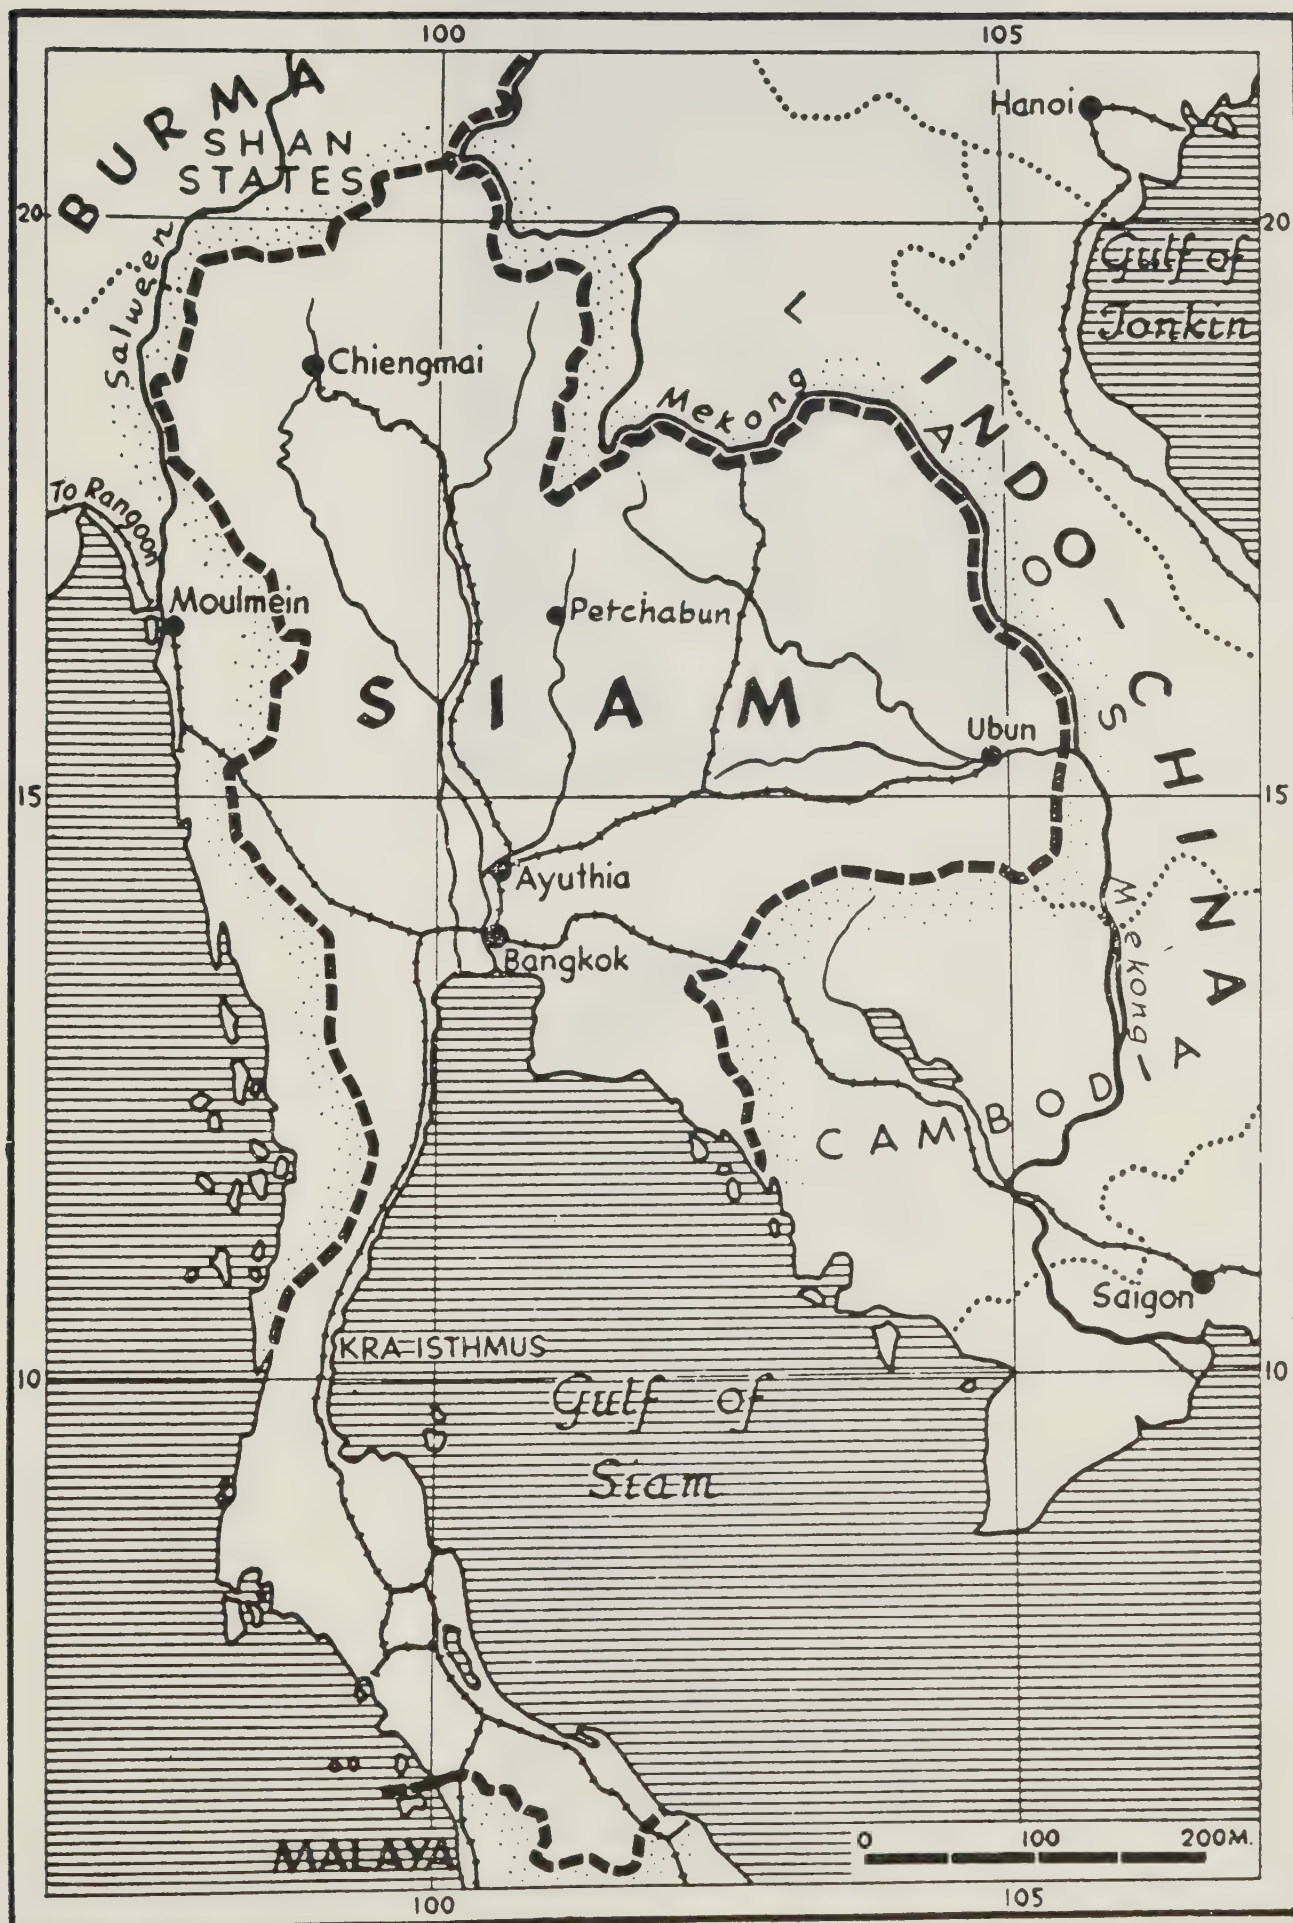 100
105
BURMA
SHAN
STATES
Hanoi
20
20
Salween
Gulf of
Tonkin
Chiengmai
Mekong
LAOS
INDO-CHINA
To Rangoon
Moulmein
Petchabun
SIAM
Ubun
15
15
Ayuthia
Bangkok
Mekong
CAMBODIA
Saigon
KRA ISTHMUS
10
10
Gulf of
Siam
MALAYA
0
100
200M.
100
105